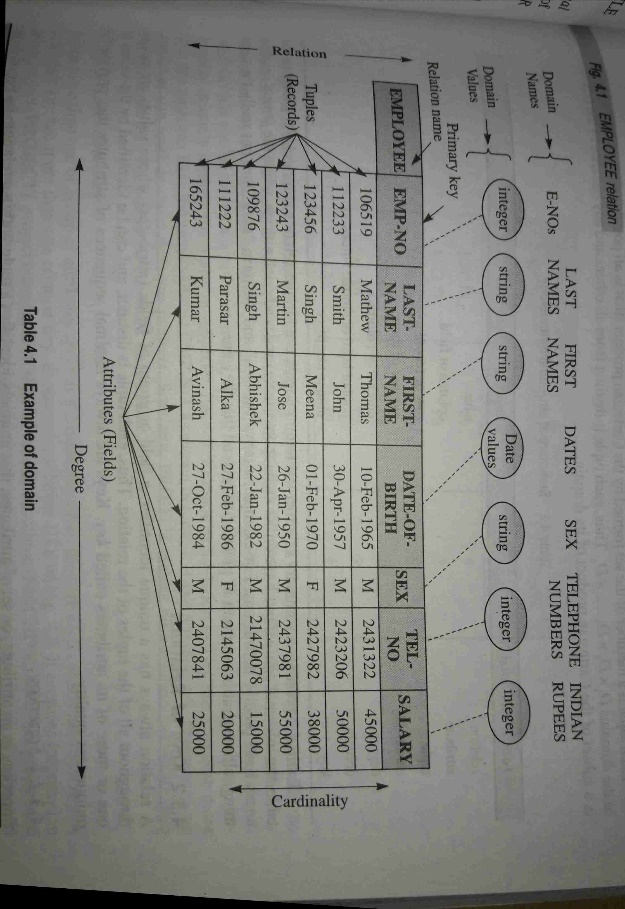 Fig. 4.1 EMPLOYEE relation
Domain Names
E-NOs
LAST NAMES
FIRST NAMES
DATES
SEX
TELEPHONE NUMBERS
INDIAN RUPEES
Domain Values
integer
string
string
Date values
string
integer
integer
Primary key
Relation name
Relation
EMPLOYEE EMP-NO LAST-NAME FIRST-NAME DATE-OF-BIRTH SEX TEL-NO SALARY
106519 Mathew Thomas 10-Feb-1965 M 2431322 45000
112233 Smith John 30-Apr-1957 M 2423206 50000
123456 Singh Meena 01-Feb-1970 F 2427982 38000
123243 Martin Jose 26-Jan-1950 M 2437981 55000
109876 Singh Abhishek 22-Jan-1982 M 21470078 15000
111222 Parasar Alka 27-Feb-1986 F 2145063 20000
165243 Kumar Avinash 27-Oct-1984 M 2407841 25000
Tuples
(Records)
Cardinality
Attributes (Fields)
Degree
Table 4.1 Example of domain